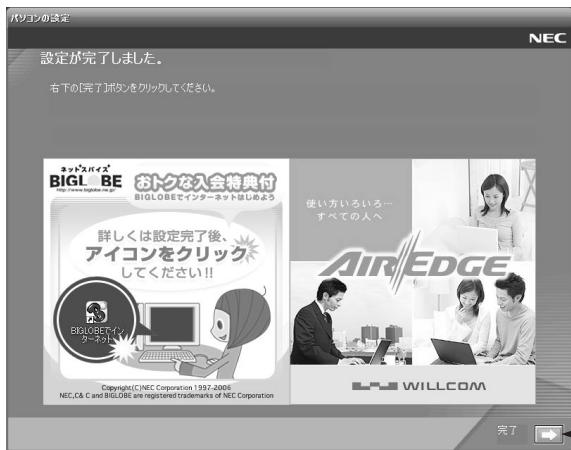 パソコンの設定
NEC
設定が完了しました。
右下の[完了]ボタンをクリックしてください。
ネットスパイス
BIGLOBE
http://www.biglobe.ne.jp/
おトクな入会特典付
BIGLOBEでインターネットはじめよう
詳しくは設定完了後、
アイコンをクリック
してください!!
BIGLOBEでイン
ターネット
Copyright(C)NEC Corporation 1997-2006
NEC,C& C and BIGLOBE are registered trademarks of NEC Corporation
使い方いろいろ…
すべての人へ
AIR EDGE
WILLCOM
完了